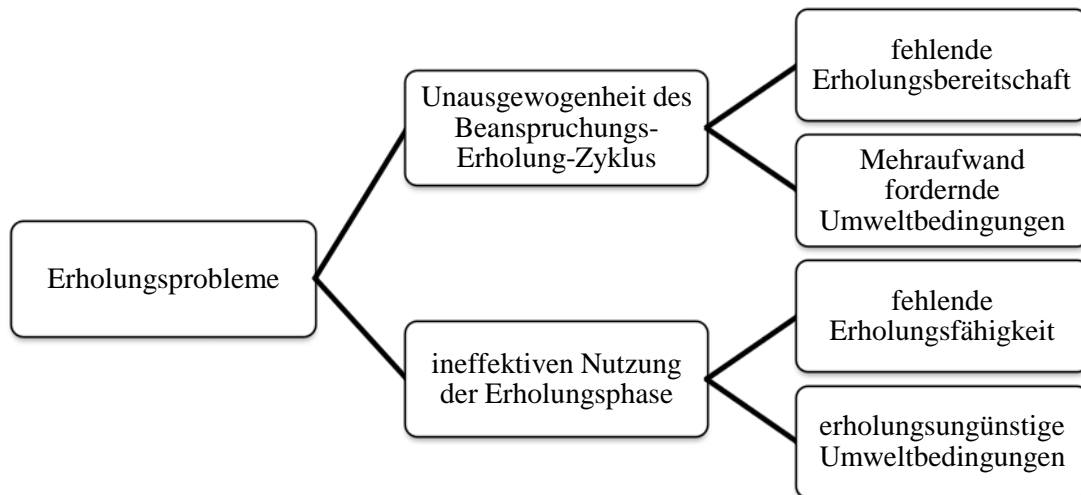 Erholungsprobleme
Unausgewogenheit des
Beanspruchungs-
Erholung-Zyklus
fehlende
Erholungsbereitschaft
Mehraufwand
fordernde
Umweltbedingungen
ineffektiven Nutzung
der Erholungsphase
fehlende
Erholungsfähigkeit
erholungsungünstige
Umweltbedingungen